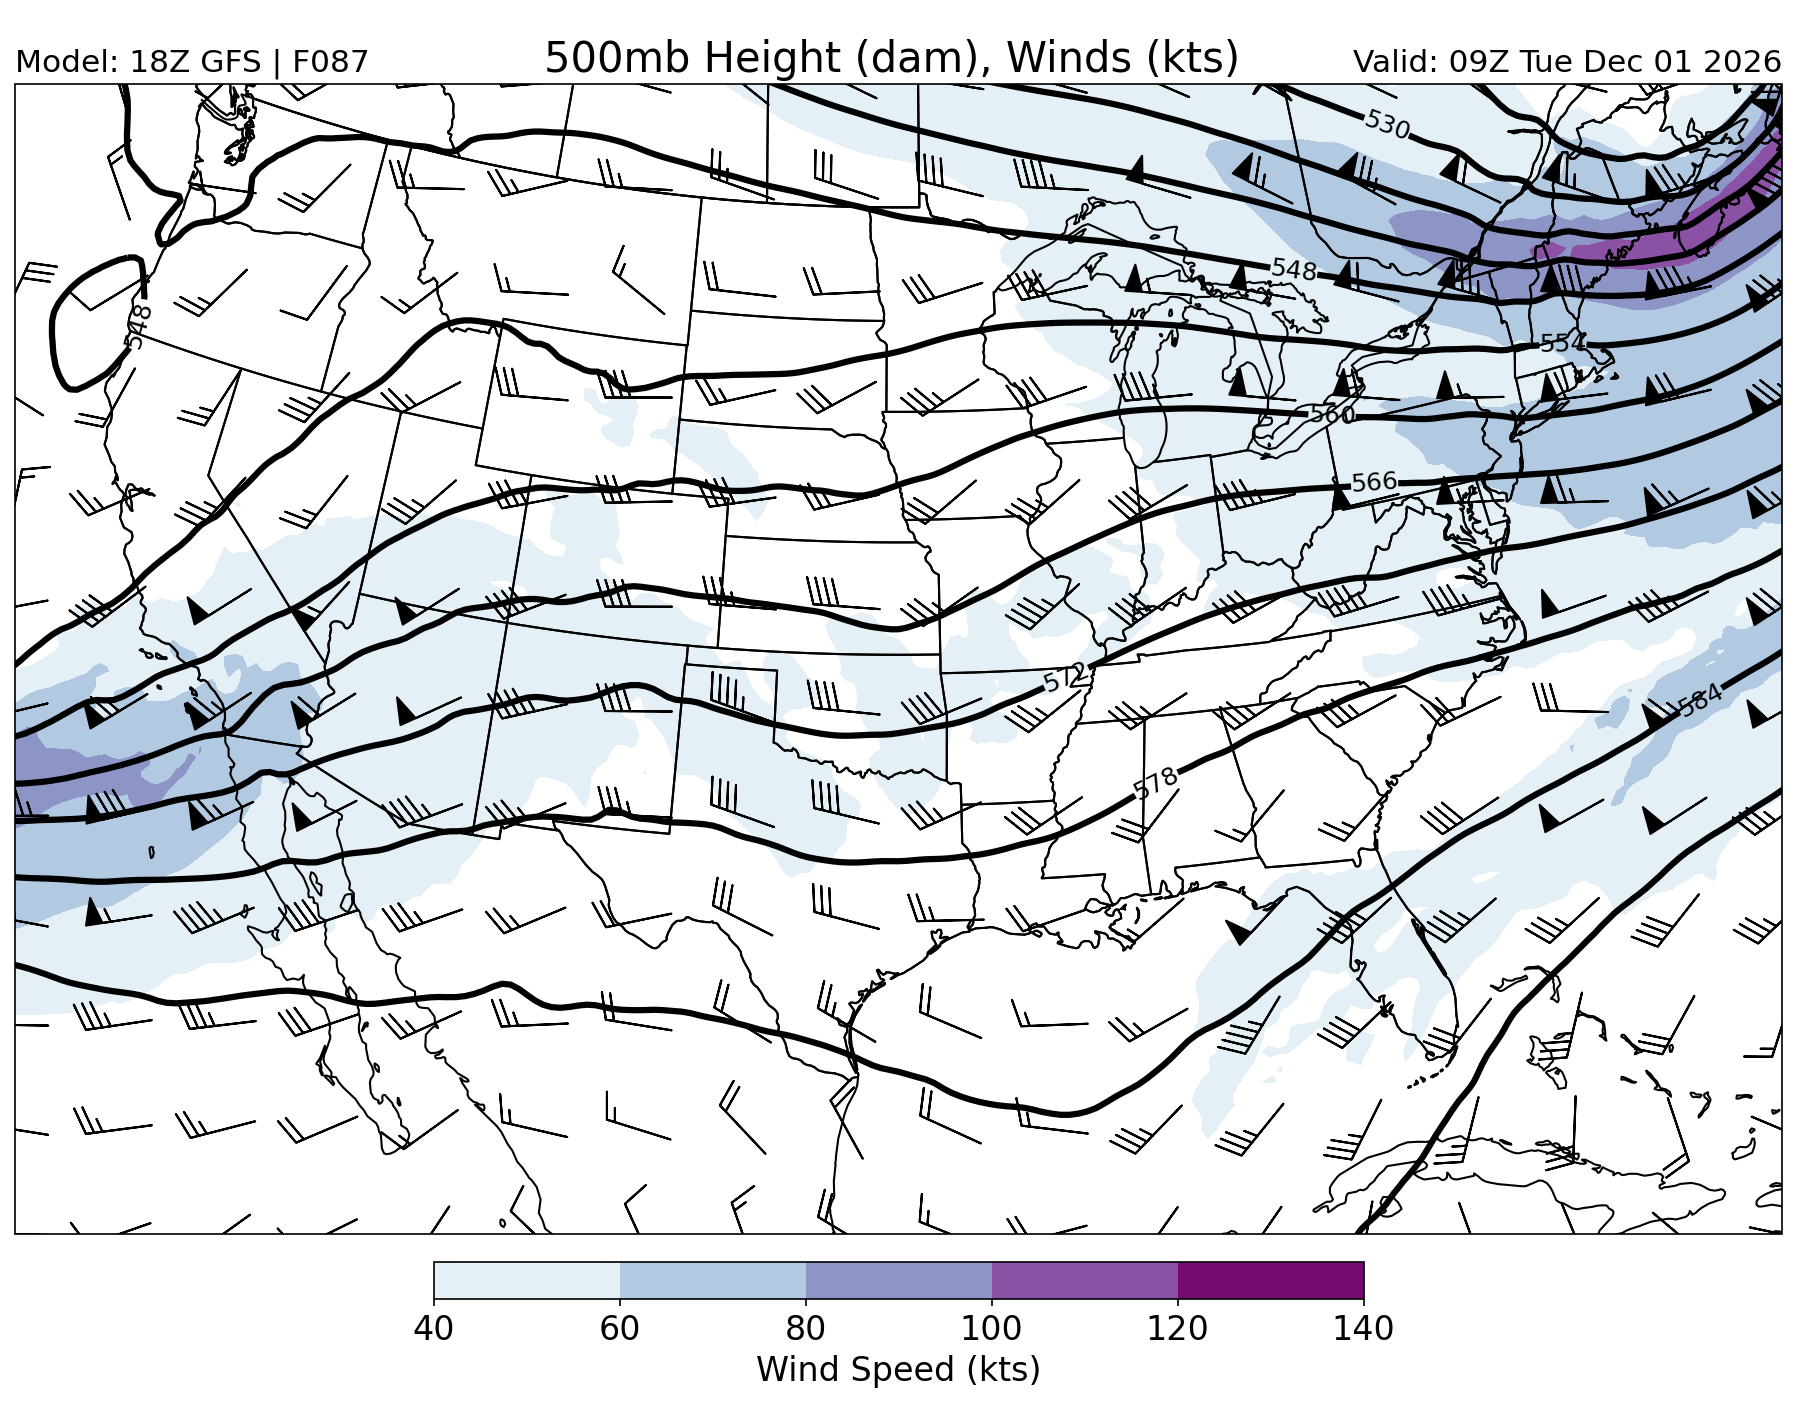 Model: 18Z GFS | F087
500mb Height (dam), Winds (kts)
Valid: 09Z Tue Dec 01 2026
530
548
548
554
560
566
572
584
578
40 60 80 100 120 140
Wind Speed (kts)